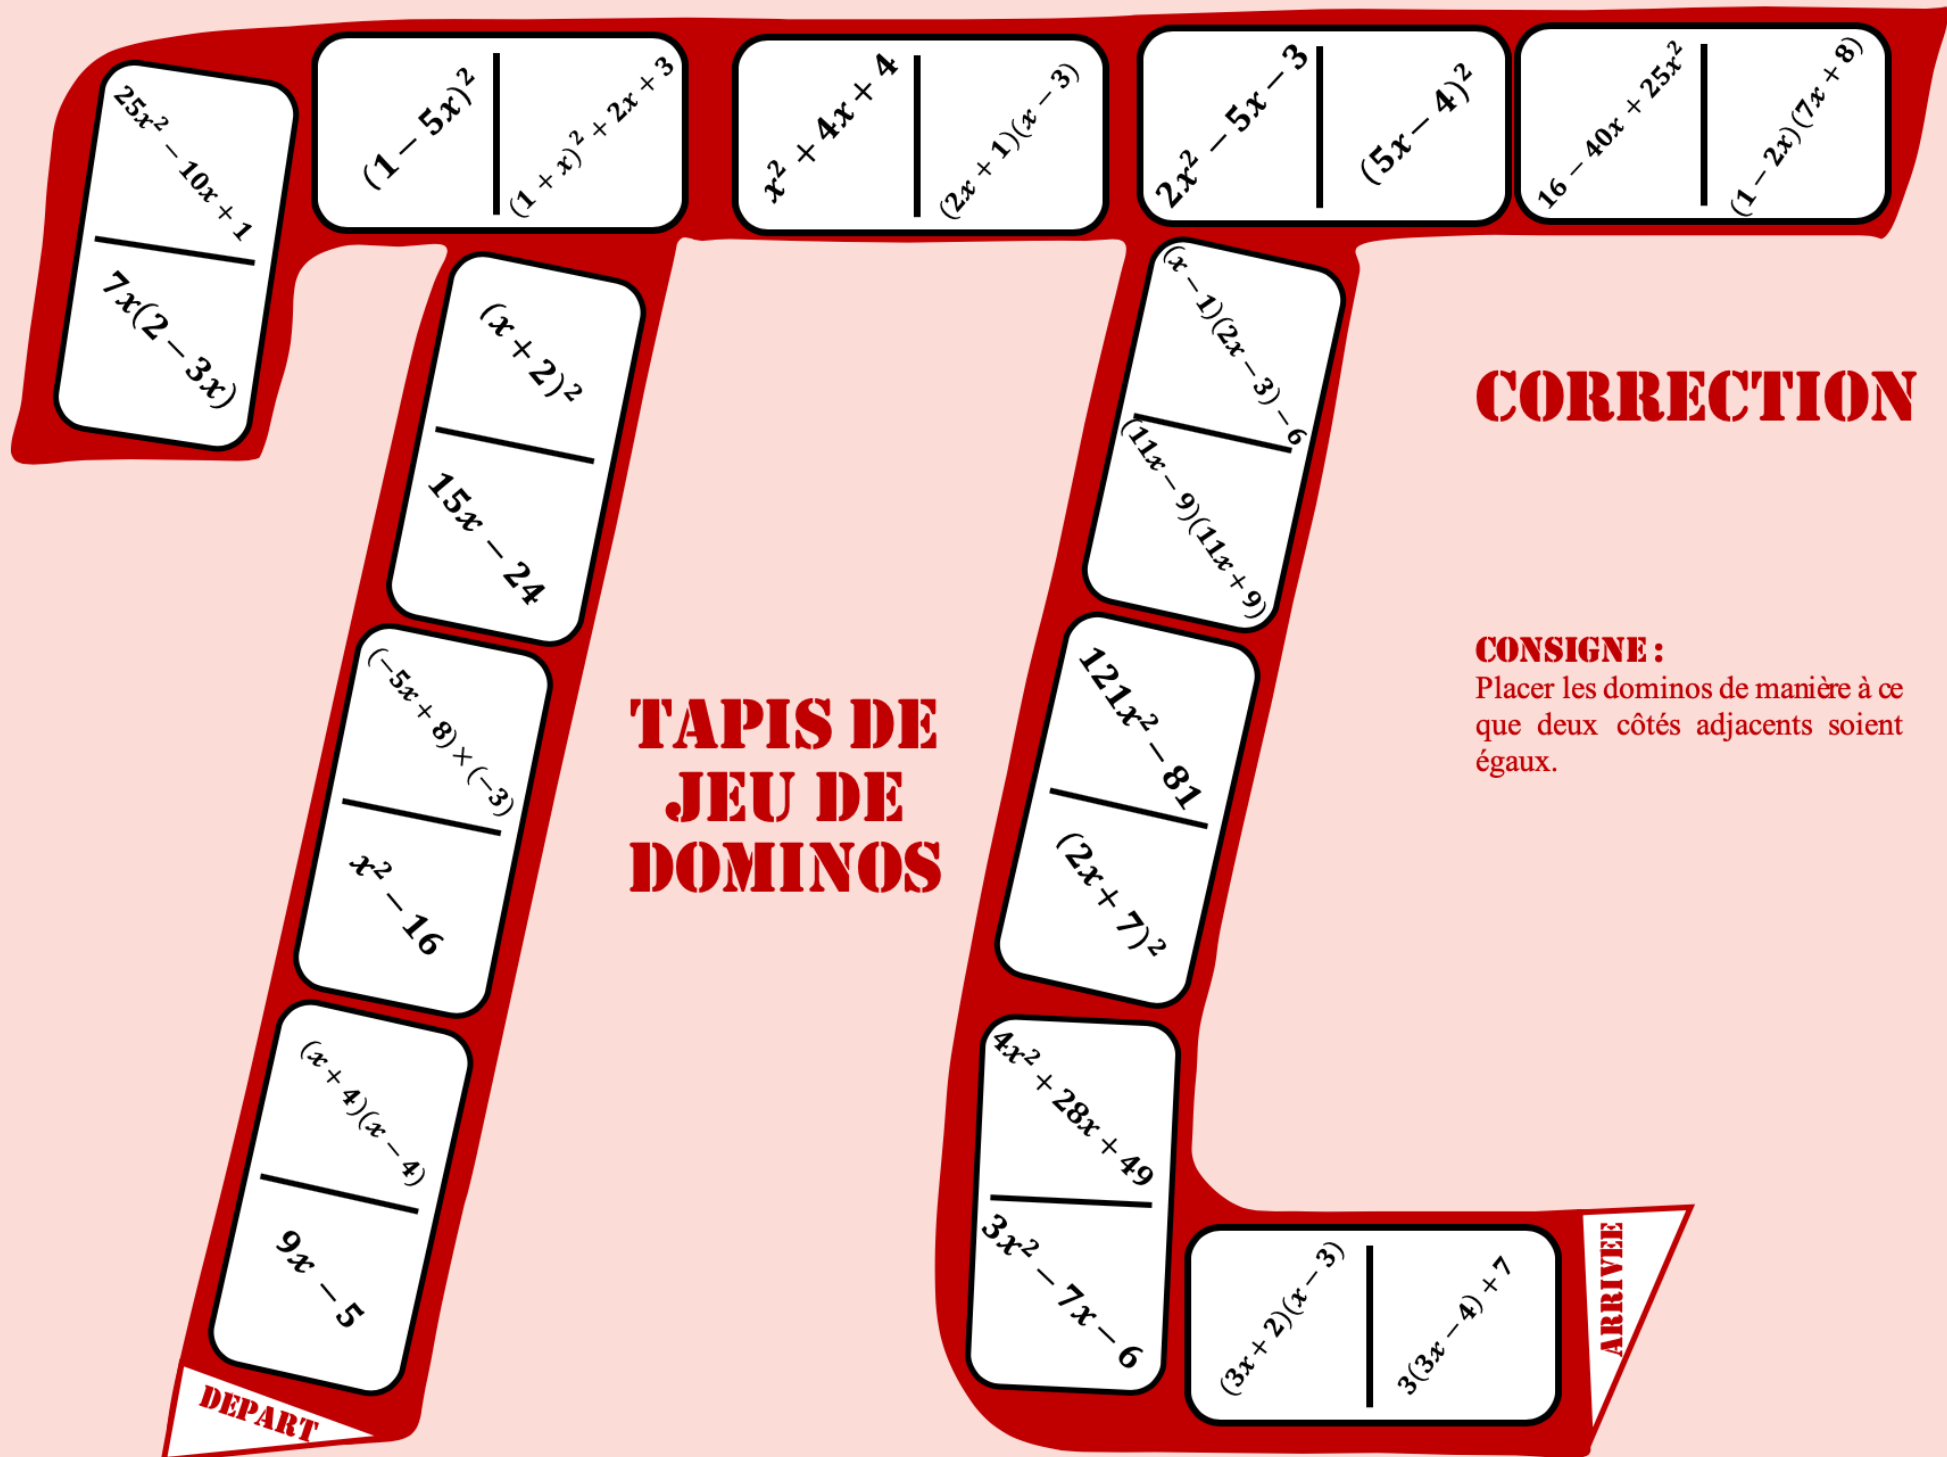 25x² − 10x + 1
7x(2 − 3x)
(1 − 5x)²
(1 + x)² + 2x + 3
x² + 4x + 4
(2x + 1)(x − 3)
2x² − 5x − 3
(5x − 4)²
16 − 40x + 25x²
(1 − 2x)(7x + 8)
(x + 2)²
15x − 24
(−5x + 8) × (−3)
x² − 16
(x + 4)(x − 4)
9x − 5
DEPART
TAPIS DE
JEU DE
DOMINOS
(x − 1)(2x − 3) − 6
(11x − 9)(11x + 9)
121x² − 81
(2x + 7)²
4x² + 28x + 49
3x² − 7x − 6
(3x + 2)(x − 3)
3(3x − 4) + 7
ARRIVEE
CORRECTION
CONSIGNE :
Placer les dominos de manière à ce
que deux côtés adjacents soient
égaux.